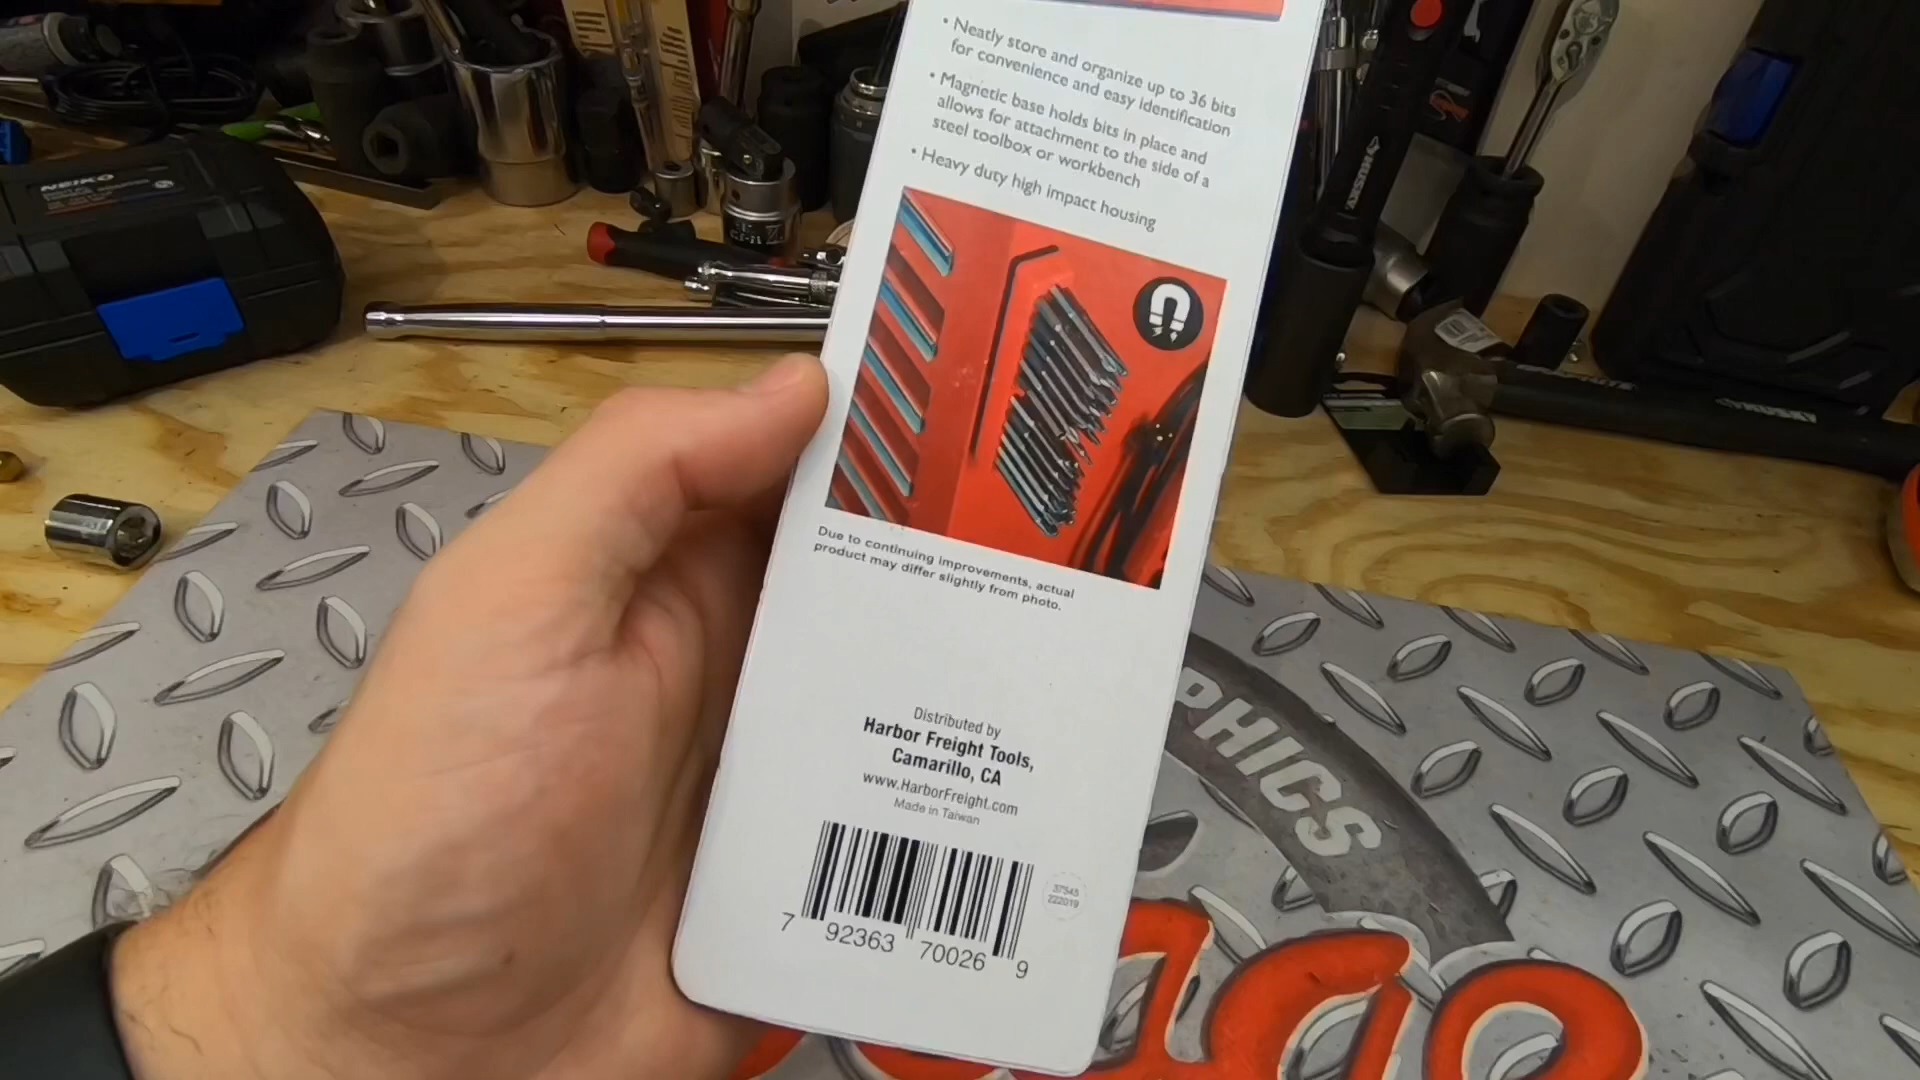 • Neatly store and organize up to 36 bits
for convenience and easy identification
• Magnetic base holds bits in place and
allows for attachment to the side of a
steel toolbox or workbench
• Heavy duty high impact housing
Due to continuing improvements, actual
product may differ slightly from photo.
Distributed by
Harbor Freight Tools,
Camarillo, CA
www.HarborFreight.com
Made in Taiwan
7 92363 70026 9
37545
222019
NEIKO
HUSKY
HUSKY
PHICS